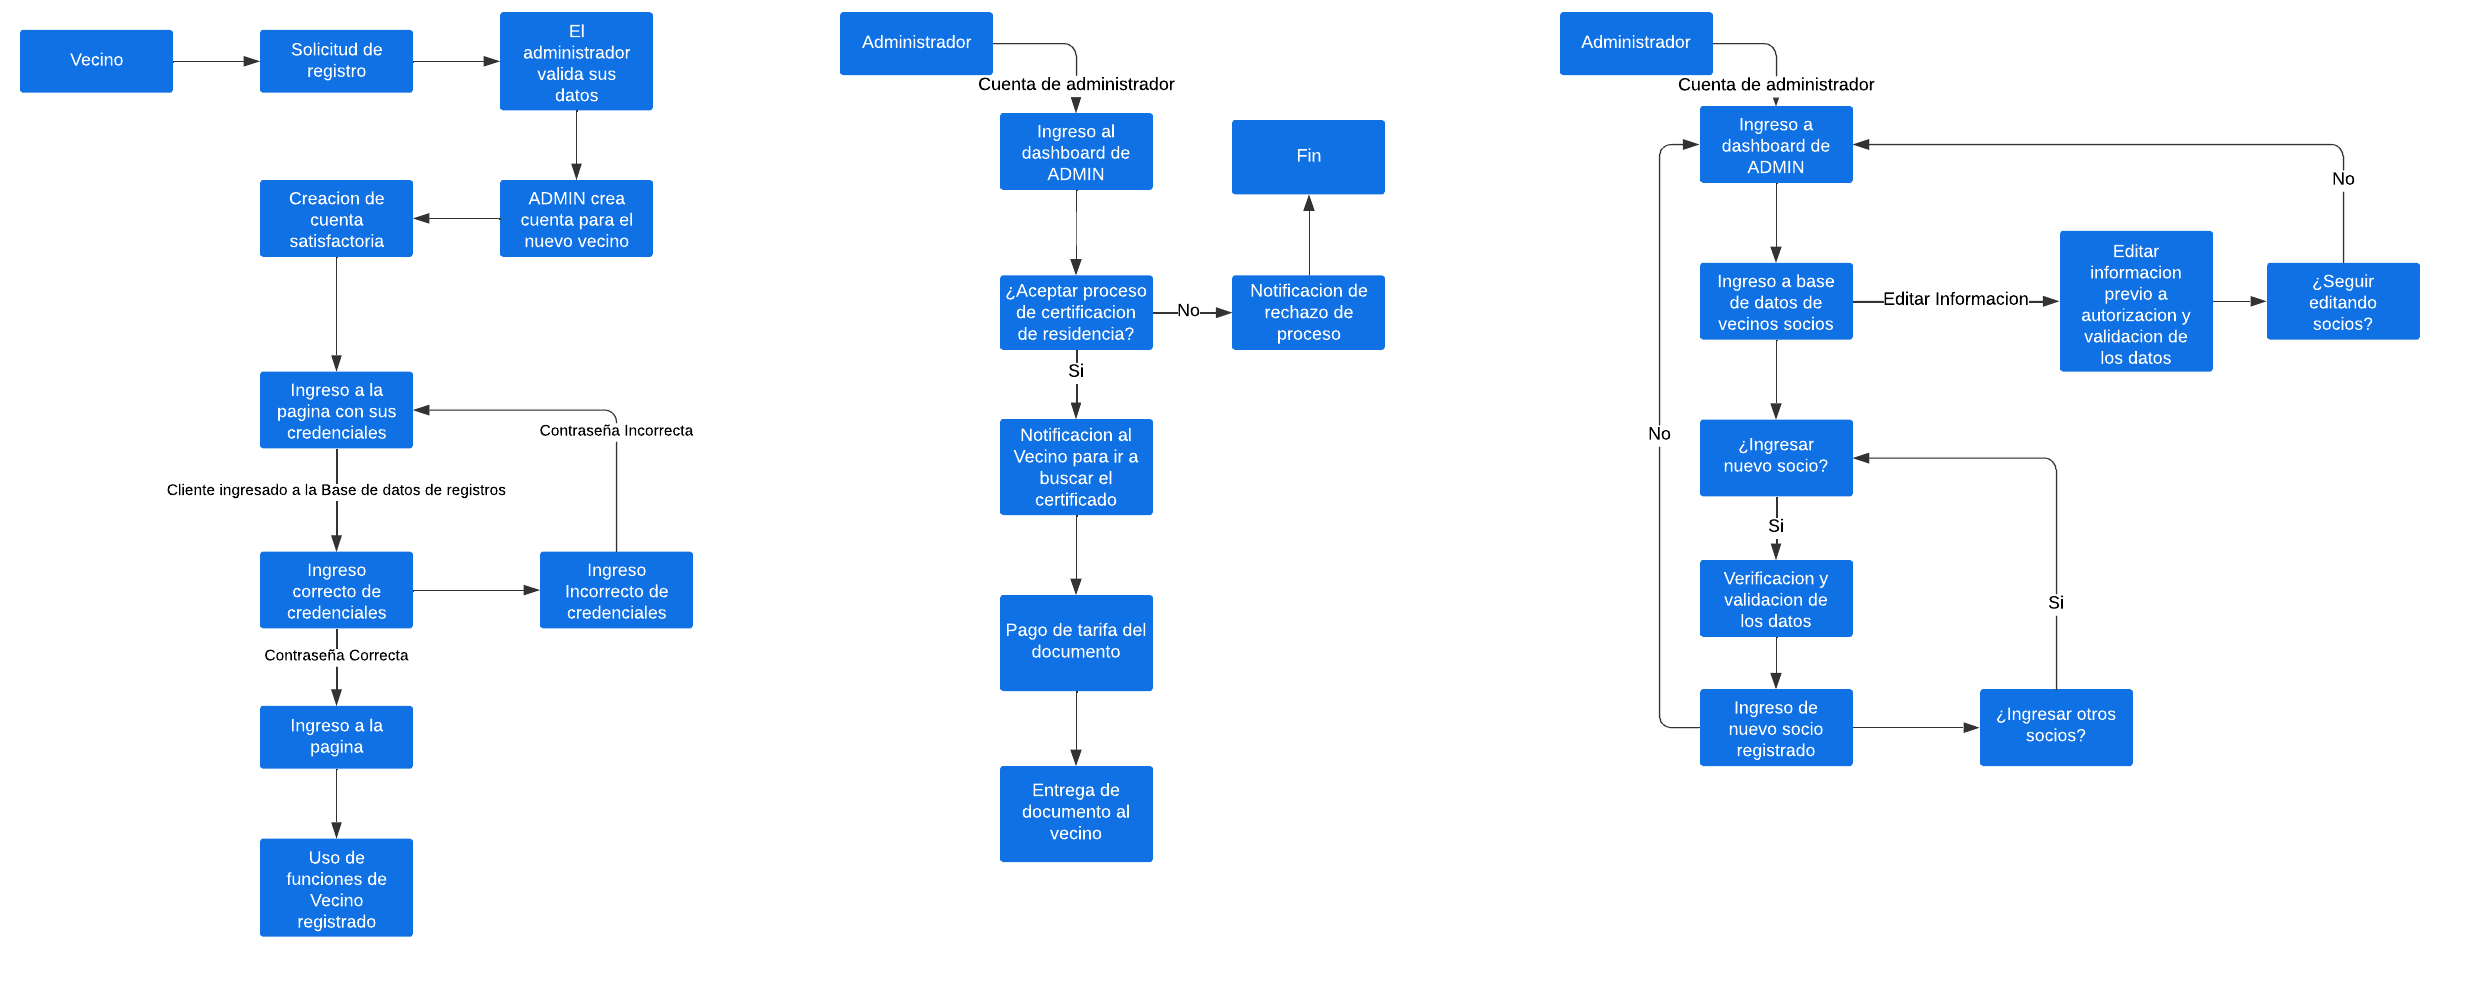 Vecino
Solicitud de
registro
El
administrador
valida sus
datos
Creacion de
cuenta
satisfactoria
ADMIN crea
cuenta para el
nuevo vecino
Ingreso a la
pagina con sus
credenciales
Contraseña Incorrecta
Cliente ingresado a la Base de datos de registros
Ingreso
correcto de
credenciales
Ingreso
Incorrecto de
credenciales
Contraseña Correcta
Ingreso a la
pagina
Uso de
funciones de
Vecino
registrado
Administrador
Cuenta de administrador
Ingreso al
dashboard de
ADMIN
Fin
¿Aceptar proceso
de certificacion
de residencia?
No
Notificacion de
rechazo de
proceso
Si
Notificacion al
Vecino para ir a
buscar el
certificado
Pago de tarifa del
documento
Entrega de
documento al
vecino
Administrador
Cuenta de administrador
Ingreso a
dashboard de
ADMIN
No
Ingreso a base
de datos de
vecinos socios
Editar Informacion
Editar
informacion
previo a
autorizacion y
validacion de
los datos
¿Seguir
editando
socios?
No
¿Ingresar
nuevo socio?
Si
Verificacion y
validacion de
los datos
Si
Ingreso de
nuevo socio
registrado
¿Ingresar otros
socios?